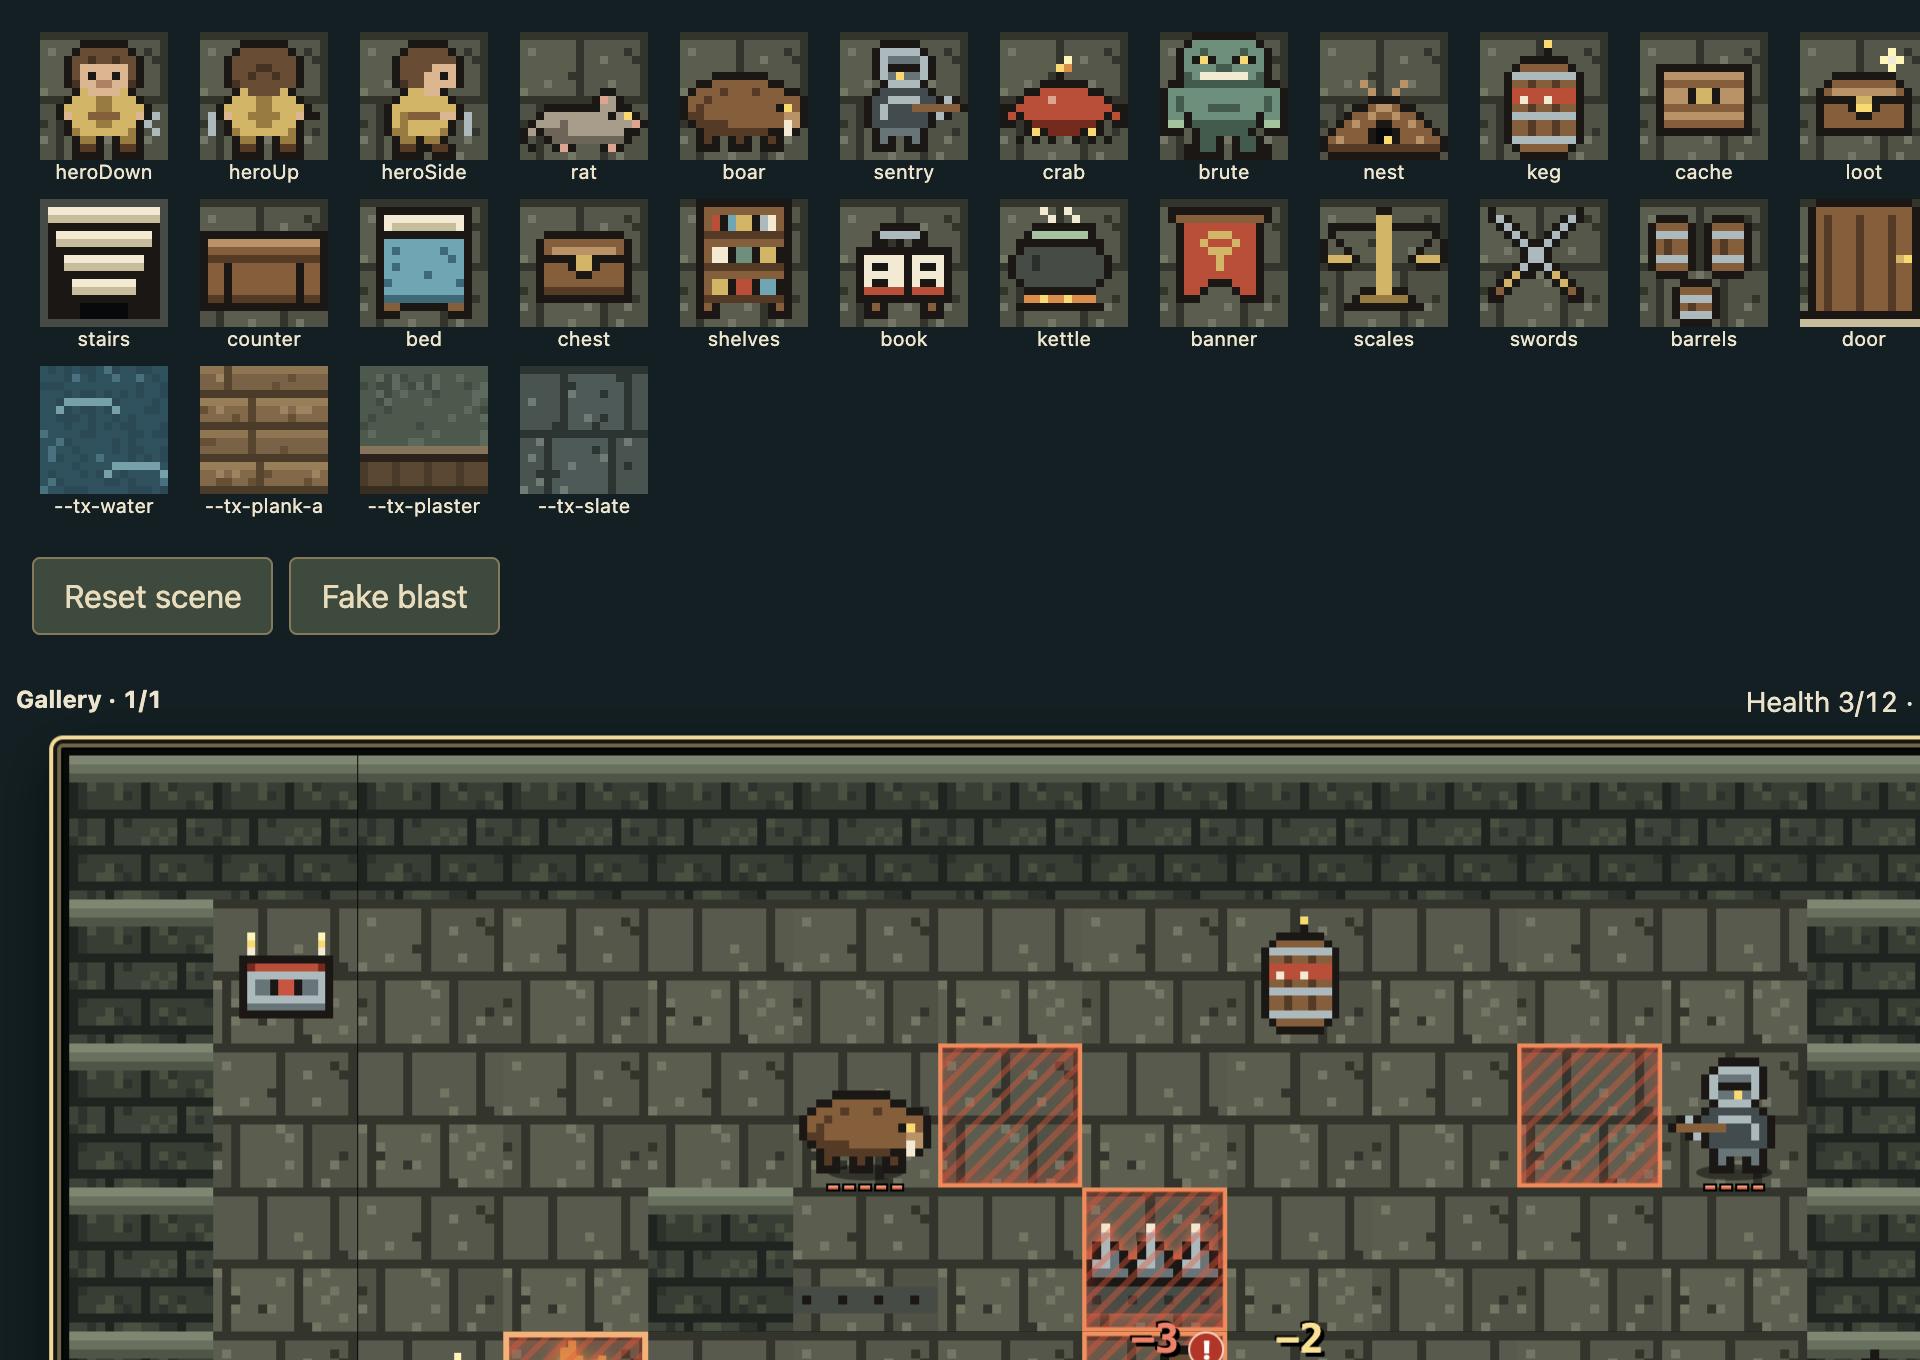 heroDown heroUp heroSide rat boar sentry crab brute nest keg cache loot
stairs counter bed chest shelves book kettle banner scales swords barrels door
--tx-water --tx-plank-a --tx-plaster --tx-slate
Reset scene Fake blast
Gallery · 1/1 Health 3/12 ·
−3 ! −2